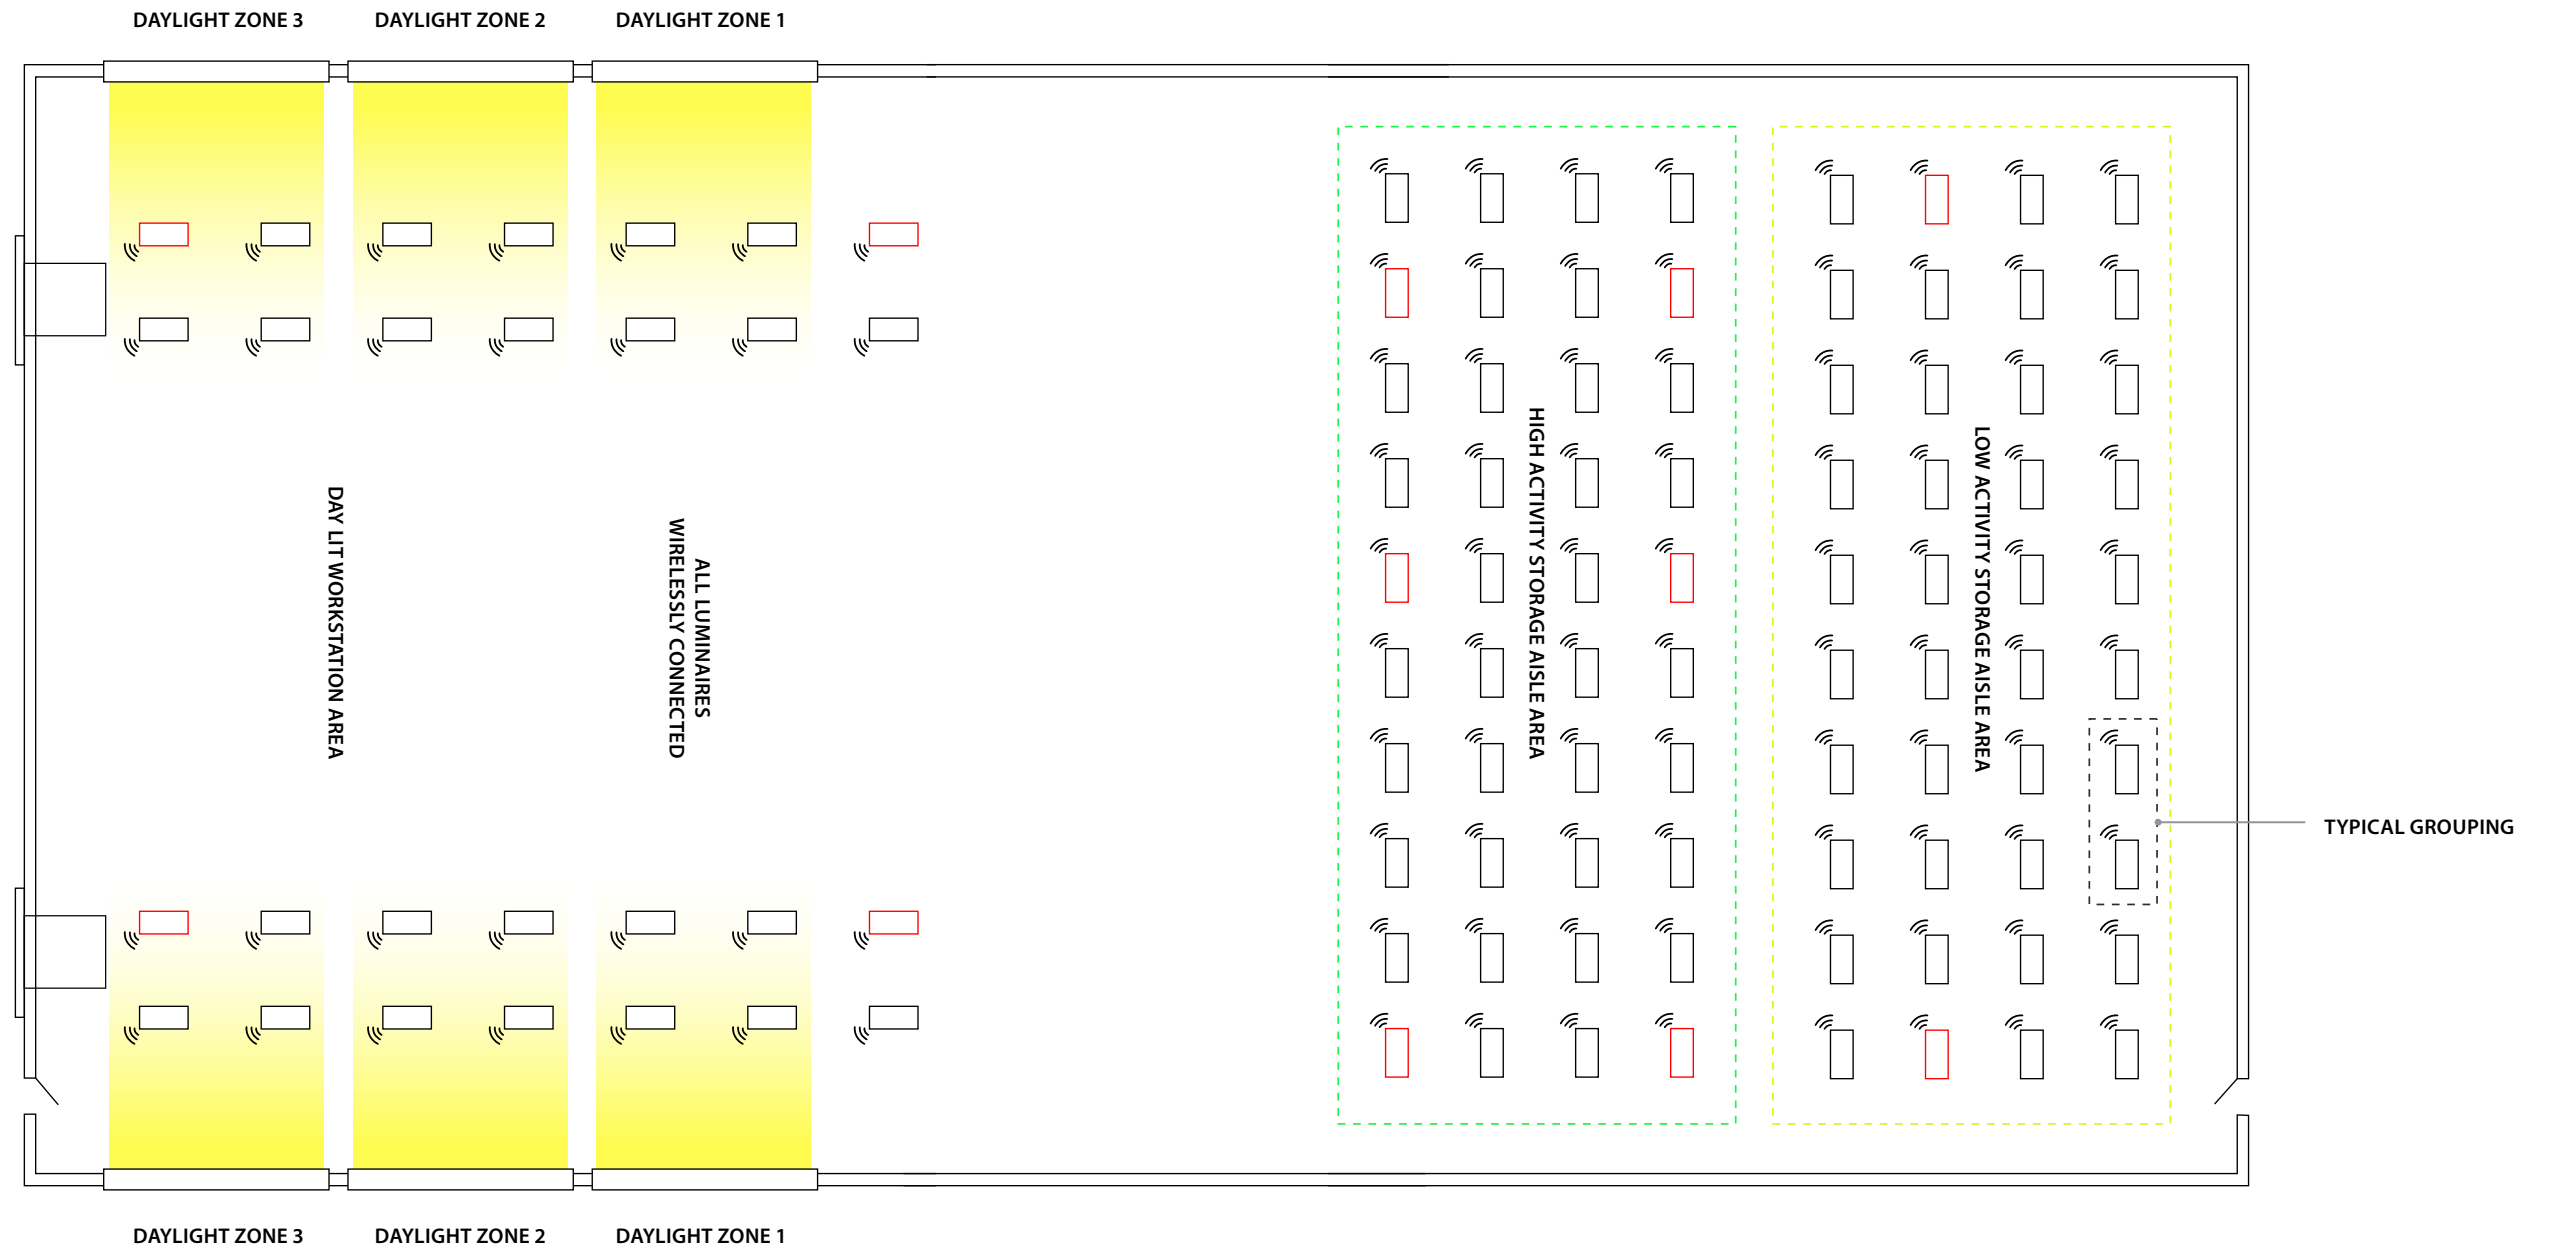 DAYLIGHT ZONE 3
DAYLIGHT ZONE 2
DAYLIGHT ZONE 1
DAY LIT WORKSTATION AREA
ALL LUMINAIRES
WIRELESSLY CONNECTED
HIGH ACTIVITY STORAGE AISLE AREA
LOW ACTIVITY STORAGE AISLE AREA
TYPICAL GROUPING
DAYLIGHT ZONE 3
DAYLIGHT ZONE 2
DAYLIGHT ZONE 1